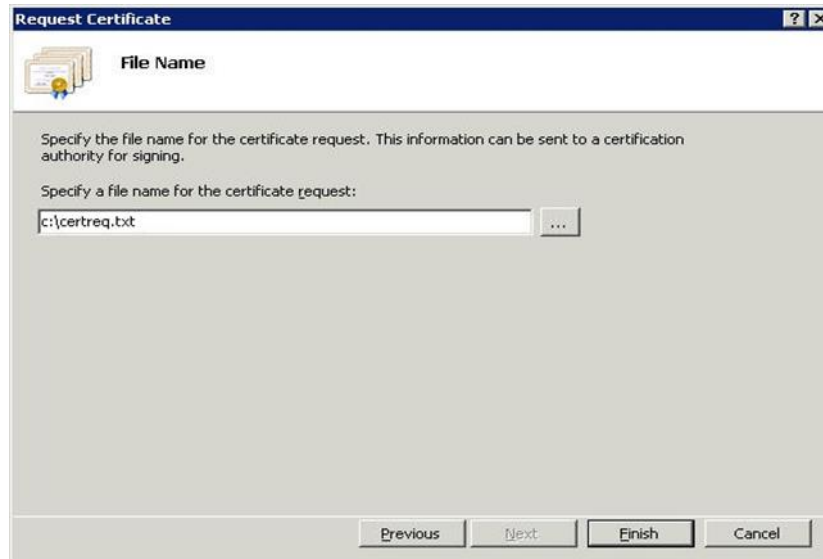 Request Certificate
File Name
Specify the file name for the certificate request. This information can be sent to a certification
authority for signing.
Specify a file name for the certificate request:
c:\certreq.txt
...
Previous
Next
Finish
Cancel